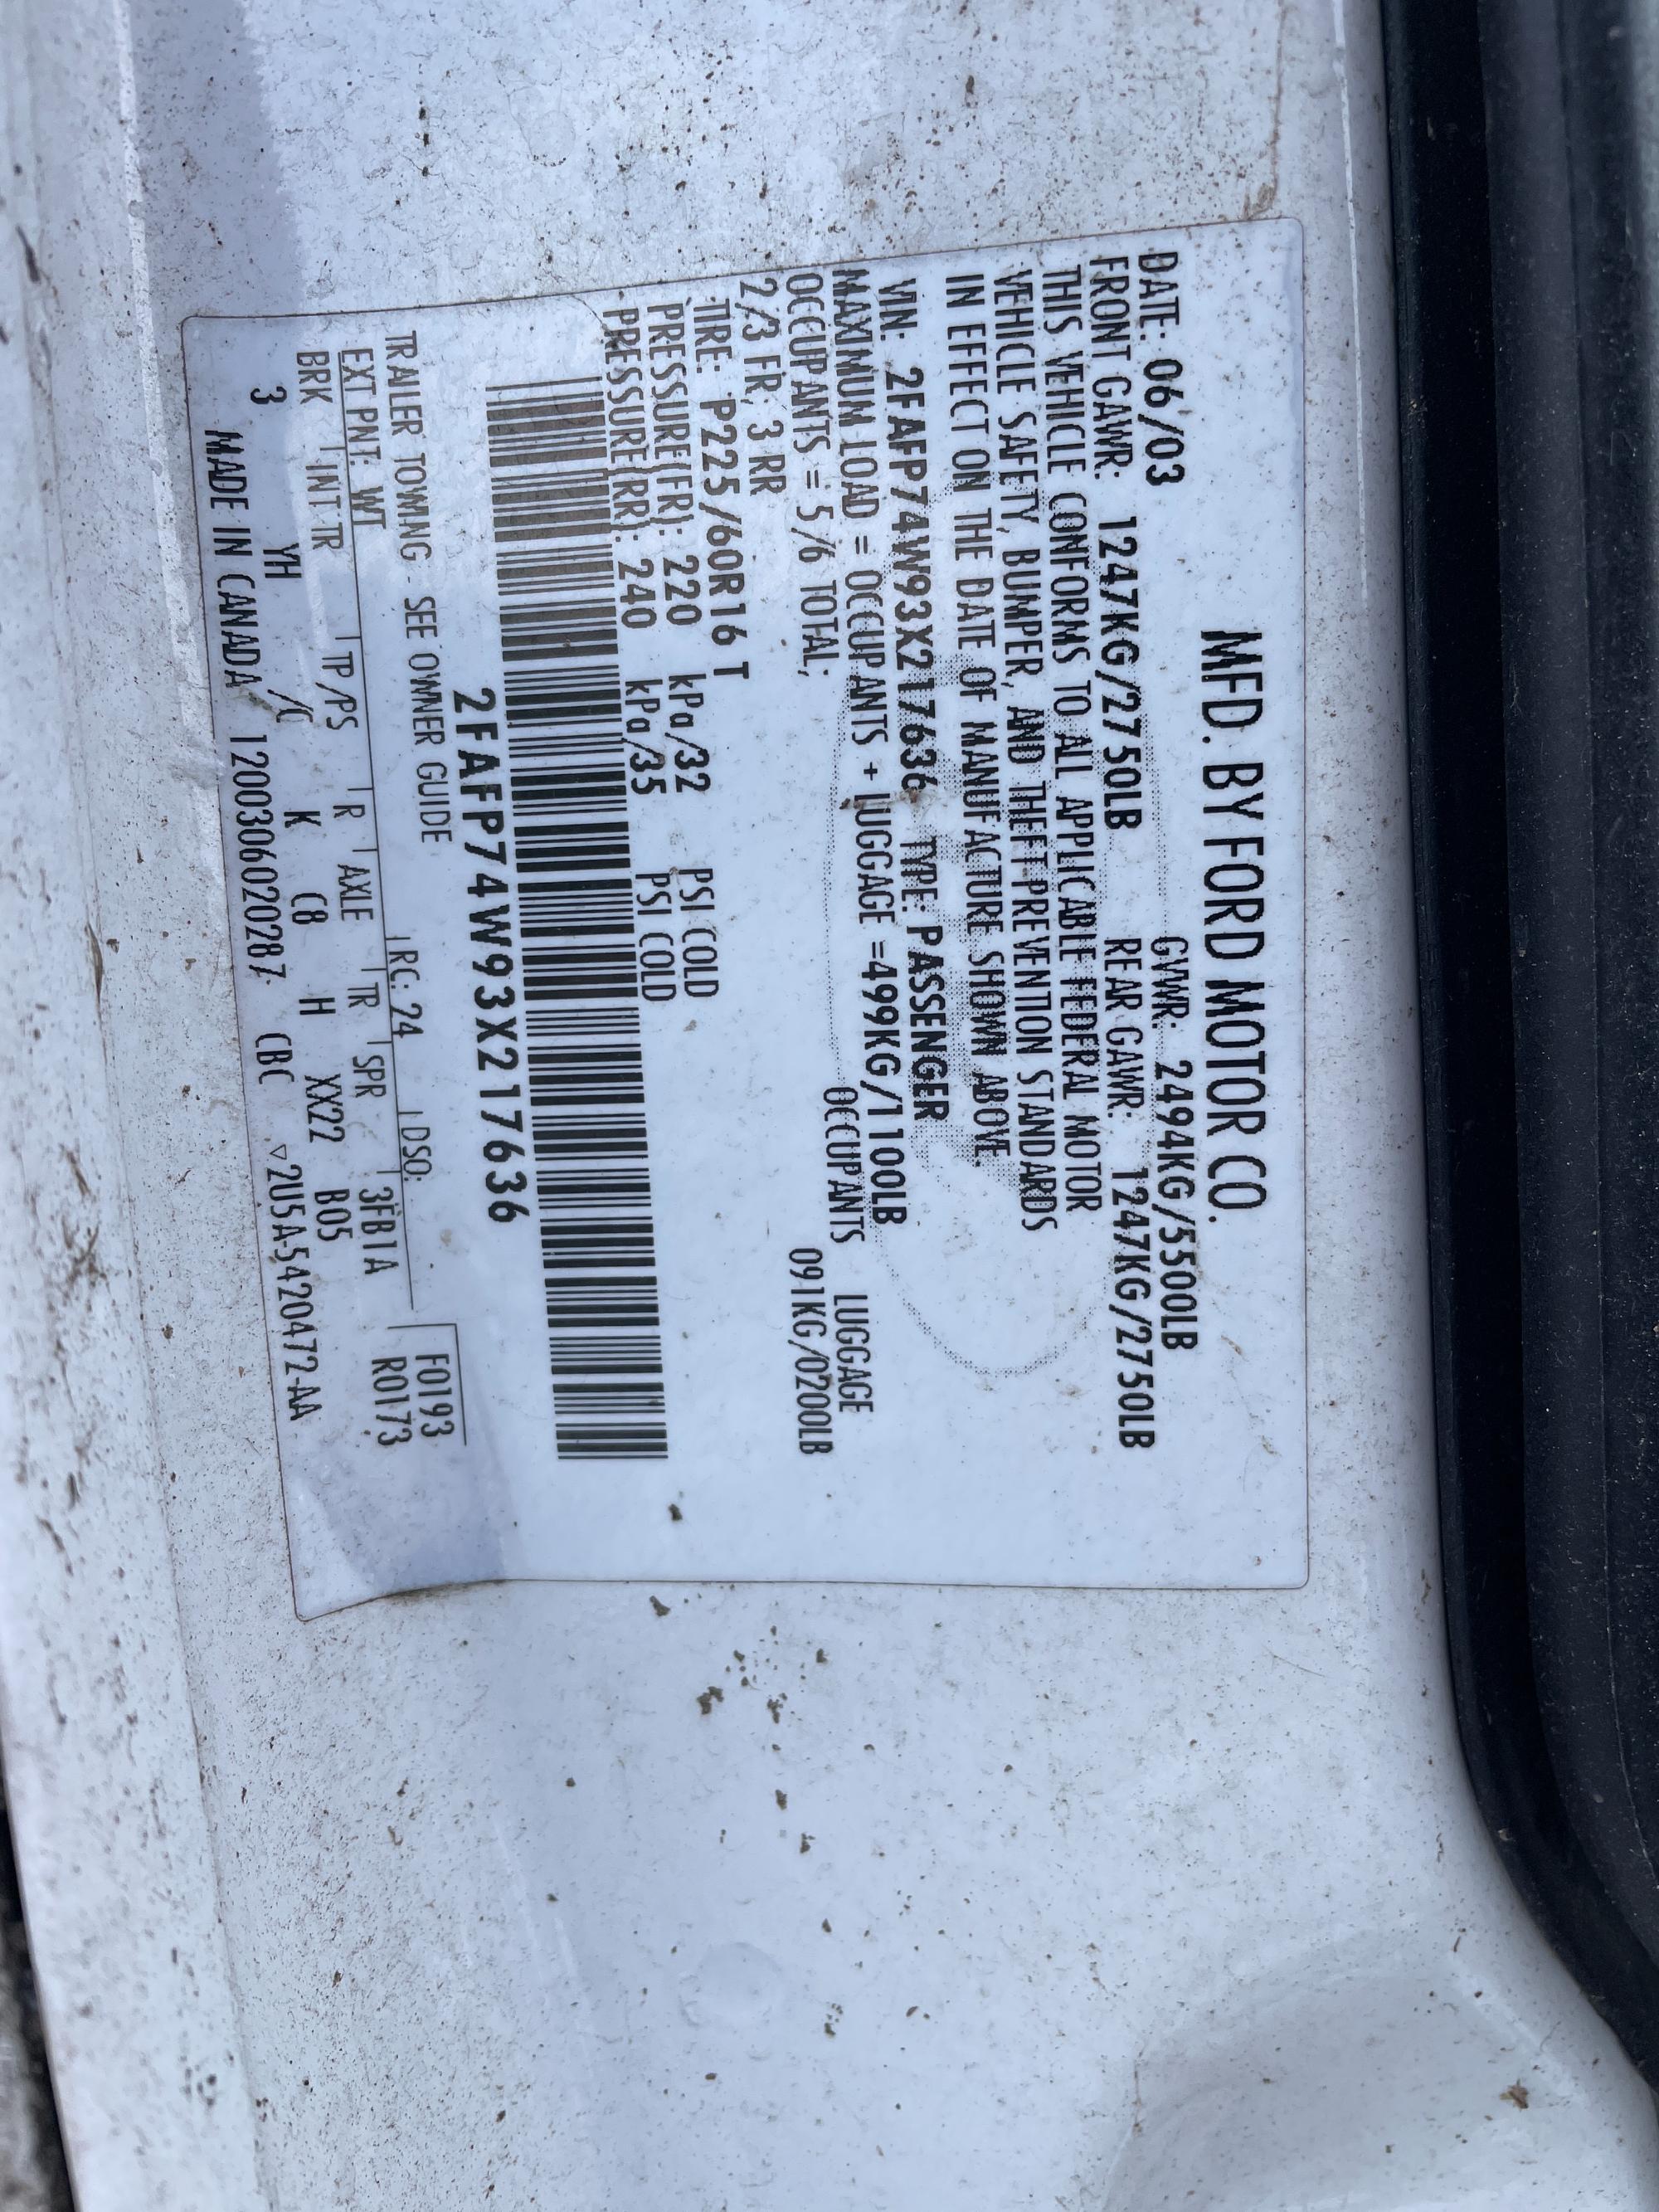 MFD. BY FORD MOTOR CO.
DATE: 06/03 GVWR: 2494KG/5500LB
FRONT GAWR: 1247KG/2750LB REAR GAWR: 1247KG/2750LB
THIS VEHICLE CONFORMS TO ALL APPLICABLE FEDERAL MOTOR
VEHICLE SAFETY, BUMPER, AND THEFT PREVENTION STANDARDS
IN EFFECT ON THE DATE OF MANUFACTURE SHOWN ABOVE.
VIN: 2FAFP74W93X217636 TYPE: PASSENGER
MAXIMUM LOAD = OCCUPANTS + LUGGAGE =499KG/1100LB
OCCUPANTS LUGGAGE
OCCUPANTS = 5/6 TOTAL; 091KG/0200LB
2/3 FR, 3 RR
TIRE: P225/60R16 T
PRESSURE(FR): 220 kPa/32 PSI COLD
PRESSURE(RR): 240 kPa/35 PSI COLD
2FAFP74W93X217636
TRAILER TOWING - SEE OWNER GUIDE
F0193
R0173
EXT PNT: WT RC: 24 DSO:
BRK INT TR TP/PS R AXLE TR SPR 3FB1A
3 YH /C K C8 H XX22 B05
MADE IN CANADA 12003060202​87 CBC ▽2U5A-5420472-AA